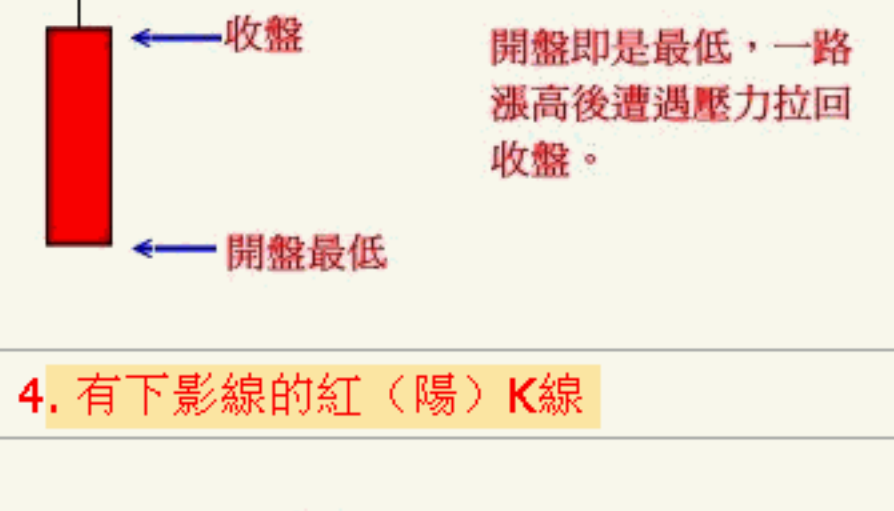 收盤
開盤即是最低，一路
漲高後遭遇壓力拉回
收盤。
開盤最低
4. 有下影線的紅（陽）K線